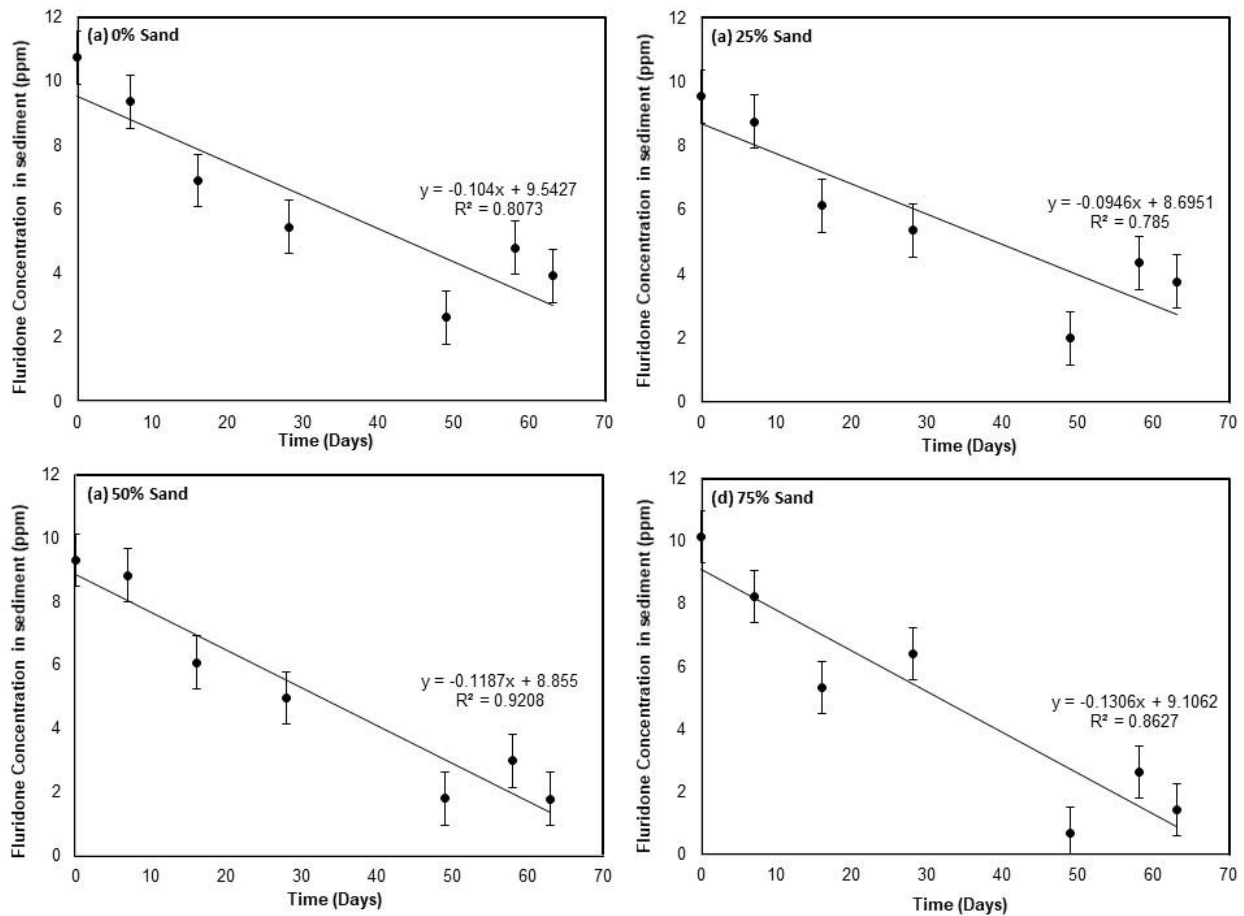 (a) 0% Sand
Fluridone Concentration in sediment (ppm)
12
10
8
6
4
2
0
y = -0.104x + 9.5427
R² = 0.8073
0 10 20 30 40 50 60 70
Time (Days)
(a) 25% Sand
Fluridone Concentration in sediment (ppm)
12
10
8
6
4
2
0
y = -0.0946x + 8.6951
R² = 0.785
0 10 20 30 40 50 60 70
Time (Days)
(a) 50% Sand
Fluridone Concentration in sediment (ppm)
12
10
8
6
4
2
0
y = -0.1187x + 8.855
R² = 0.9208
0 10 20 30 40 50 60 70
Time (Days)
(d) 75% Sand
Fluridone Concentration in sediment (ppm)
12
10
8
6
4
2
0
y = -0.1306x + 9.1062
R² = 0.8627
0 10 20 30 40 50 60 70
Time (Days)